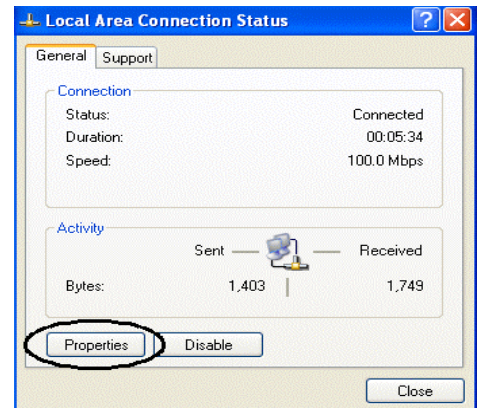 Local Area Connection Status
General Support
Connection
Status: Connected
Duration: 00:05:34
Speed: 100.0 Mbps
Activity
Sent Received
Bytes: 1,403 1,749
Properties Disable
Close